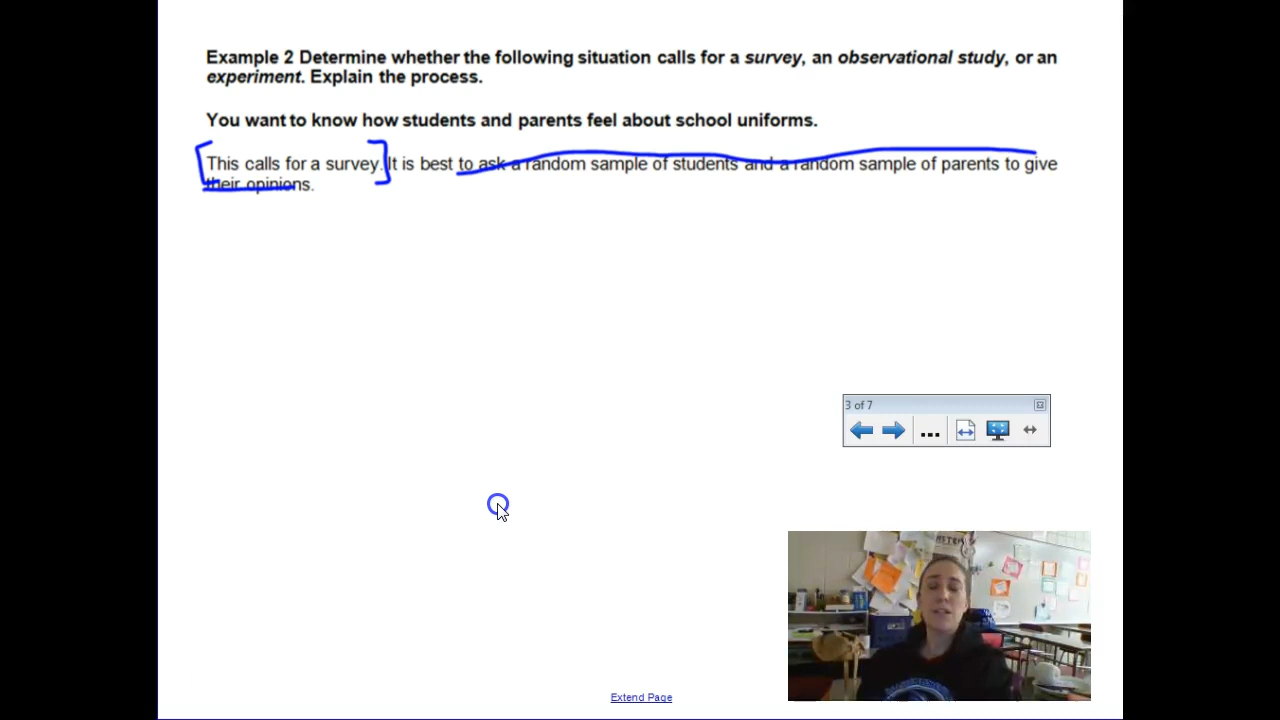 Example 2 Determine whether the following situation calls for a survey, an observational study, or an
experiment. Explain the process.
You want to know how students and parents feel about school uniforms.
This calls for a survey. It is best to ask a random sample of students and a random sample of parents to give
their opinions.
3 of 7
...
Extend Page